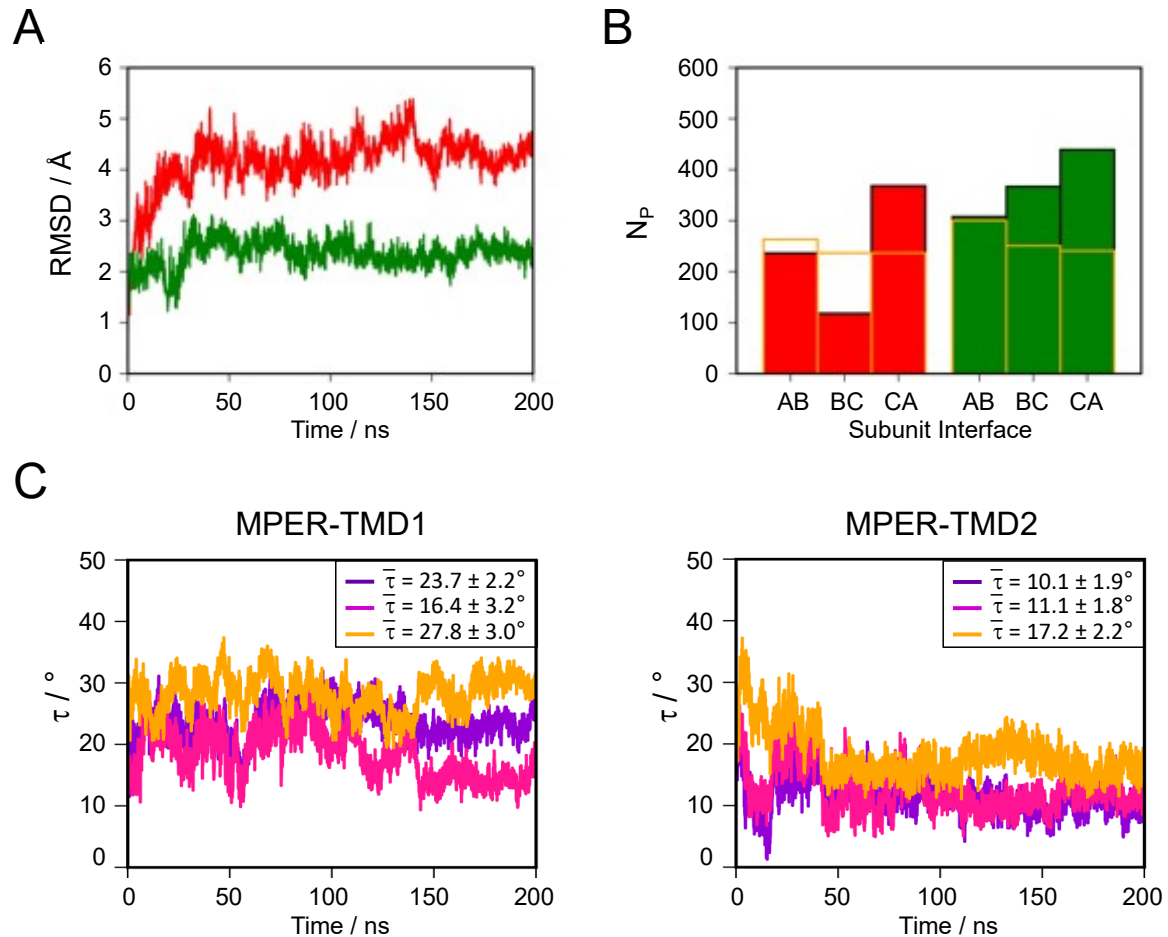 A
B
6
5
4
3
2
1
0
RMSD / Å
0 50 100 150 200
Time / ns
600
500
400
300
200
100
0
N_P
AB BC CA AB BC CA
Subunit Interface
C
MPER-TMD1
50
40
30
20
10
0
τ / °
τ̅ = 23.7 ± 2.2°
τ̅ = 16.4 ± 3.2°
τ̅ = 27.8 ± 3.0°
0 50 100 150 200
Time / ns
MPER-TMD2
50
40
30
20
10
0
τ / °
τ̅ = 10.1 ± 1.9°
τ̅ = 11.1 ± 1.8°
τ̅ = 17.2 ± 2.2°
0 50 100 150 200
Time / ns